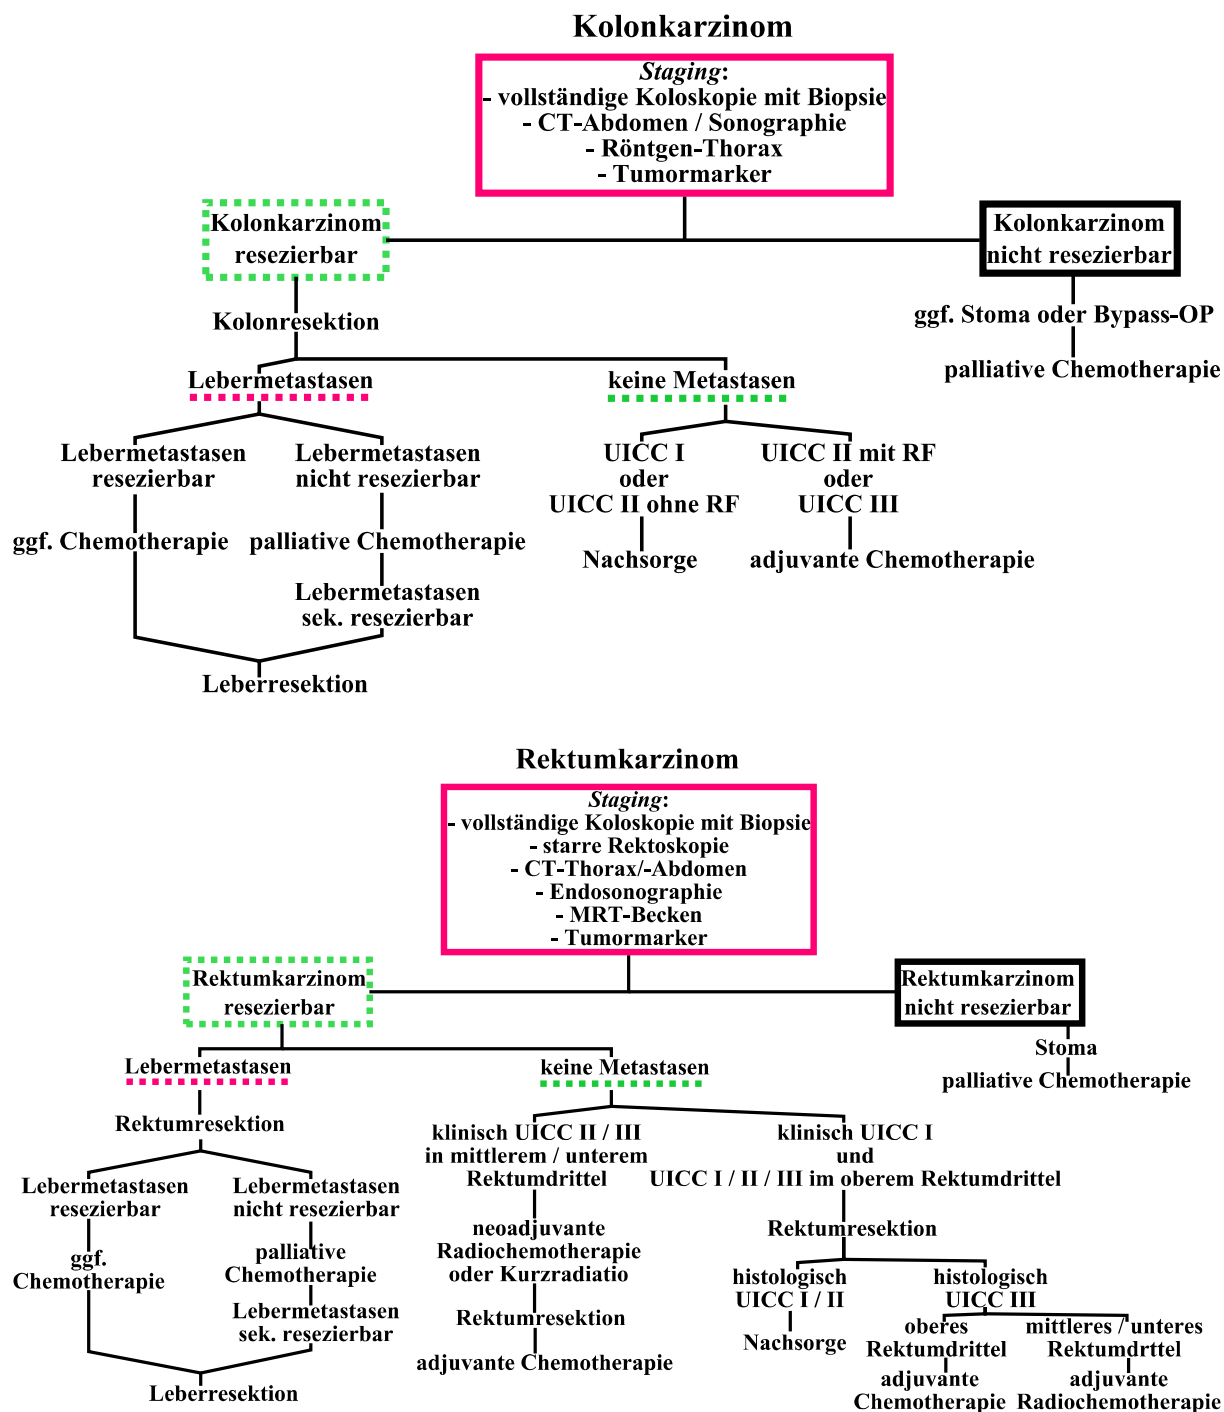 Kolonkarzinom
Staging:
- vollständige Koloskopie mit Biopsie
- CT-Abdomen / Sonographie
- Röntgen-Thorax
- Tumormarker
Kolonkarzinom
resezierbar
Kolonkarzinom
nicht resezierbar
Kolonresektion
ggf. Stoma oder Bypass-OP
palliative Chemotherapie
Lebermetastasen
keine Metastasen
Lebermetastasen
resezierbar
Lebermetastasen
nicht resezierbar
UICC I
oder
UICC II ohne RF
UICC II mit RF
oder
UICC III
ggf. Chemotherapie
palliative Chemotherapie
Nachsorge
adjuvante Chemotherapie
Lebermetastasen
sek. resezierbar
Leberresektion
Rektumkarzinom
Staging:
- vollständige Koloskopie mit Biopsie
- starre Rektoskopie
- CT-Thorax/-Abdomen
- Endosonographie
- MRT-Becken
- Tumormarker
Rektumkarzinom
resezierbar
Rektumkarzinom
nicht resezierbar
Stoma
palliative Chemotherapie
Lebermetastasen
keine Metastasen
Rektumresektion
klinisch UICC II / III
in mittlerem / unterem
Rektumdrittel
klinisch UICC I
und
UICC I / II / III im oberem Rektumdrittel
Lebermetastasen
resezierbar
Lebermetastasen
nicht resezierbar
neoadjuvante
Radiochemotherapie
oder Kurzradiatio
Rektumresektion
ggf.
Chemotherapie
palliative
Chemotherapie
histologisch
UICC I / II
histologisch
UICC III
Lebermetastasen
sek. resezierbar
Rektumresektion
Nachsorge
oberes
Rektumdrittel
mittleres / unteres
Rektumdrttel
adjuvante Chemotherapie
adjuvante
Chemotherapie
adjuvante
Radiochemotherapie
Leberresektion